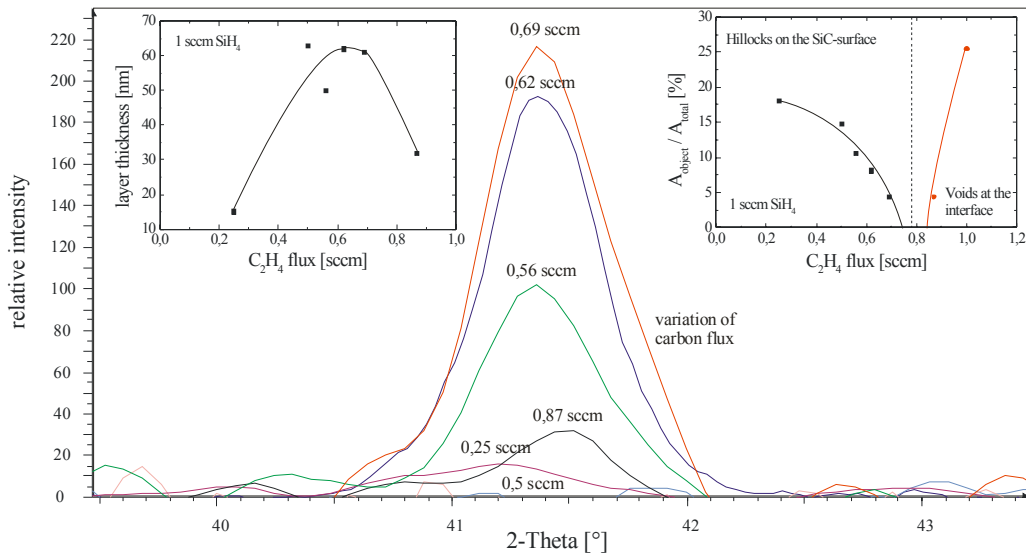 relative intensity
220
200
180
160
140
120
100
80
60
40
20
0
40
41
42
43
2-Theta [°]
0,69 sccm
0,62 sccm
0,56 sccm
0,87 sccm
0,25 sccm
0,5 sccm
variation of
carbon flux
layer thickness [nm]
70
60
50
40
30
20
10
1 sccm SiH₄
0,0
0,2
0,4
0,6
0,8
1,0
C₂H₄ flux [sccm]
A_object / A_total [%]
30
25
20
15
10
5
0
Hillocks on the SiC-surface
1 sccm SiH₄
Voids at the
interface
0,0
0,2
0,4
0,6
0,8
1,0
1,2
C₂H₄ flux [sccm]